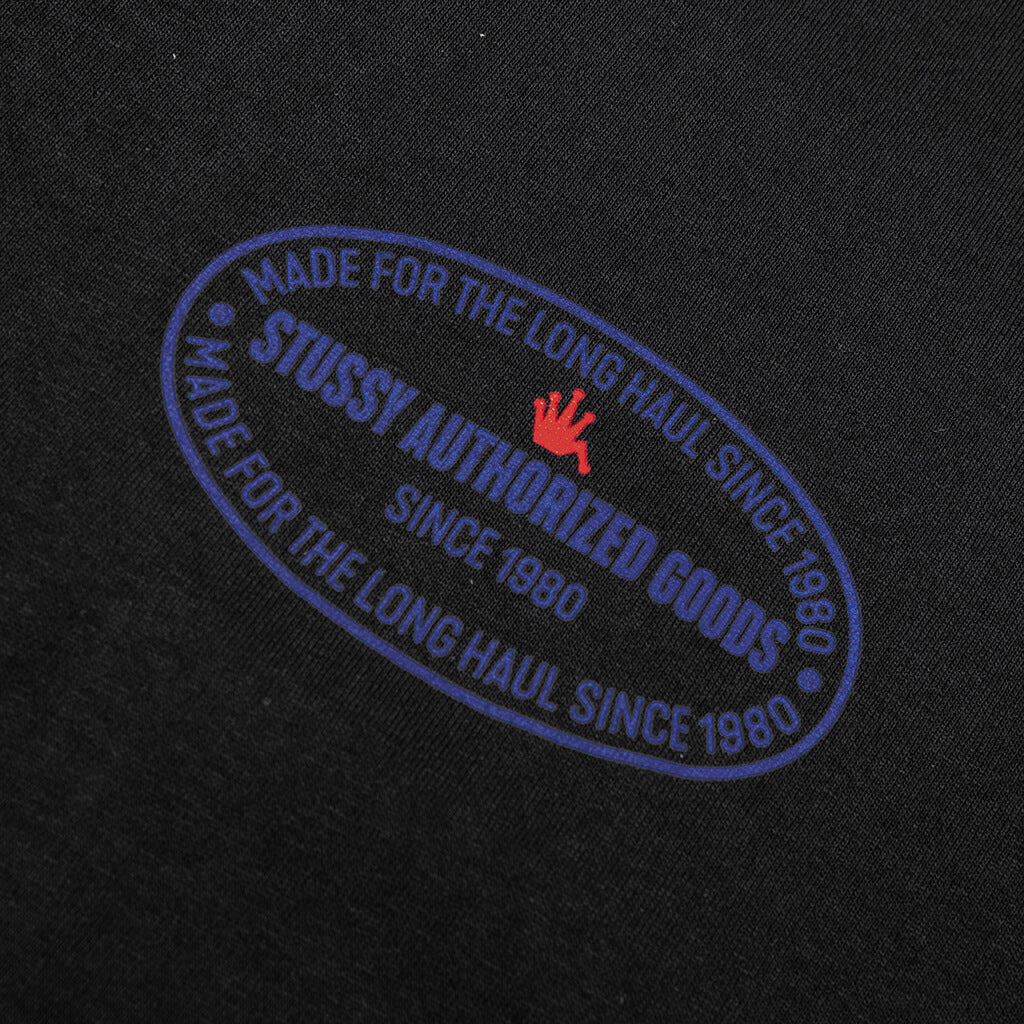 MADE FOR THE LONG HAUL SINCE 1980
STUSSY AUTHORIZED GOODS
SINCE 1980
MADE FOR THE LONG HAUL SINCE 1980